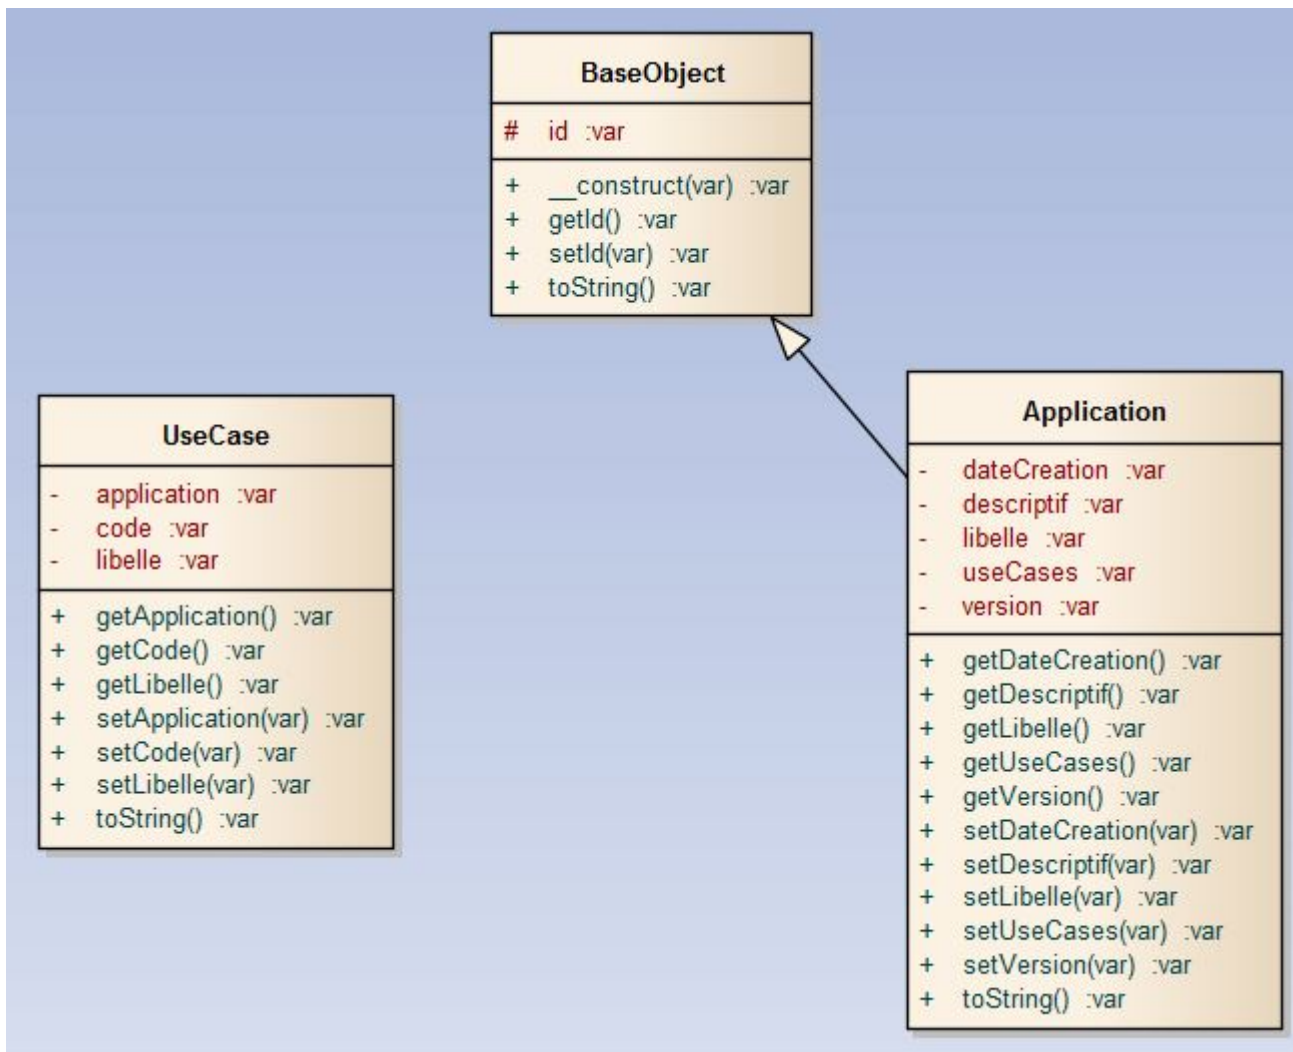 BaseObject
# id :var
+ __construct(var) :var
+ getId() :var
+ setId(var) :var
+ toString() :var
UseCase
- application :var
- code :var
- libelle :var
+ getApplication() :var
+ getCode() :var
+ getLibelle() :var
+ setApplication(var) :var
+ setCode(var) :var
+ setLibelle(var) :var
+ toString() :var
Application
- dateCreation :var
- descriptif :var
- libelle :var
- useCases :var
- version :var
+ getDateCreation() :var
+ getDescriptif() :var
+ getLibelle() :var
+ getUseCases() :var
+ getVersion() :var
+ setDateCreation(var) :var
+ setDescriptif(var) :var
+ setLibelle(var) :var
+ setUseCases(var) :var
+ setVersion(var) :var
+ toString() :var